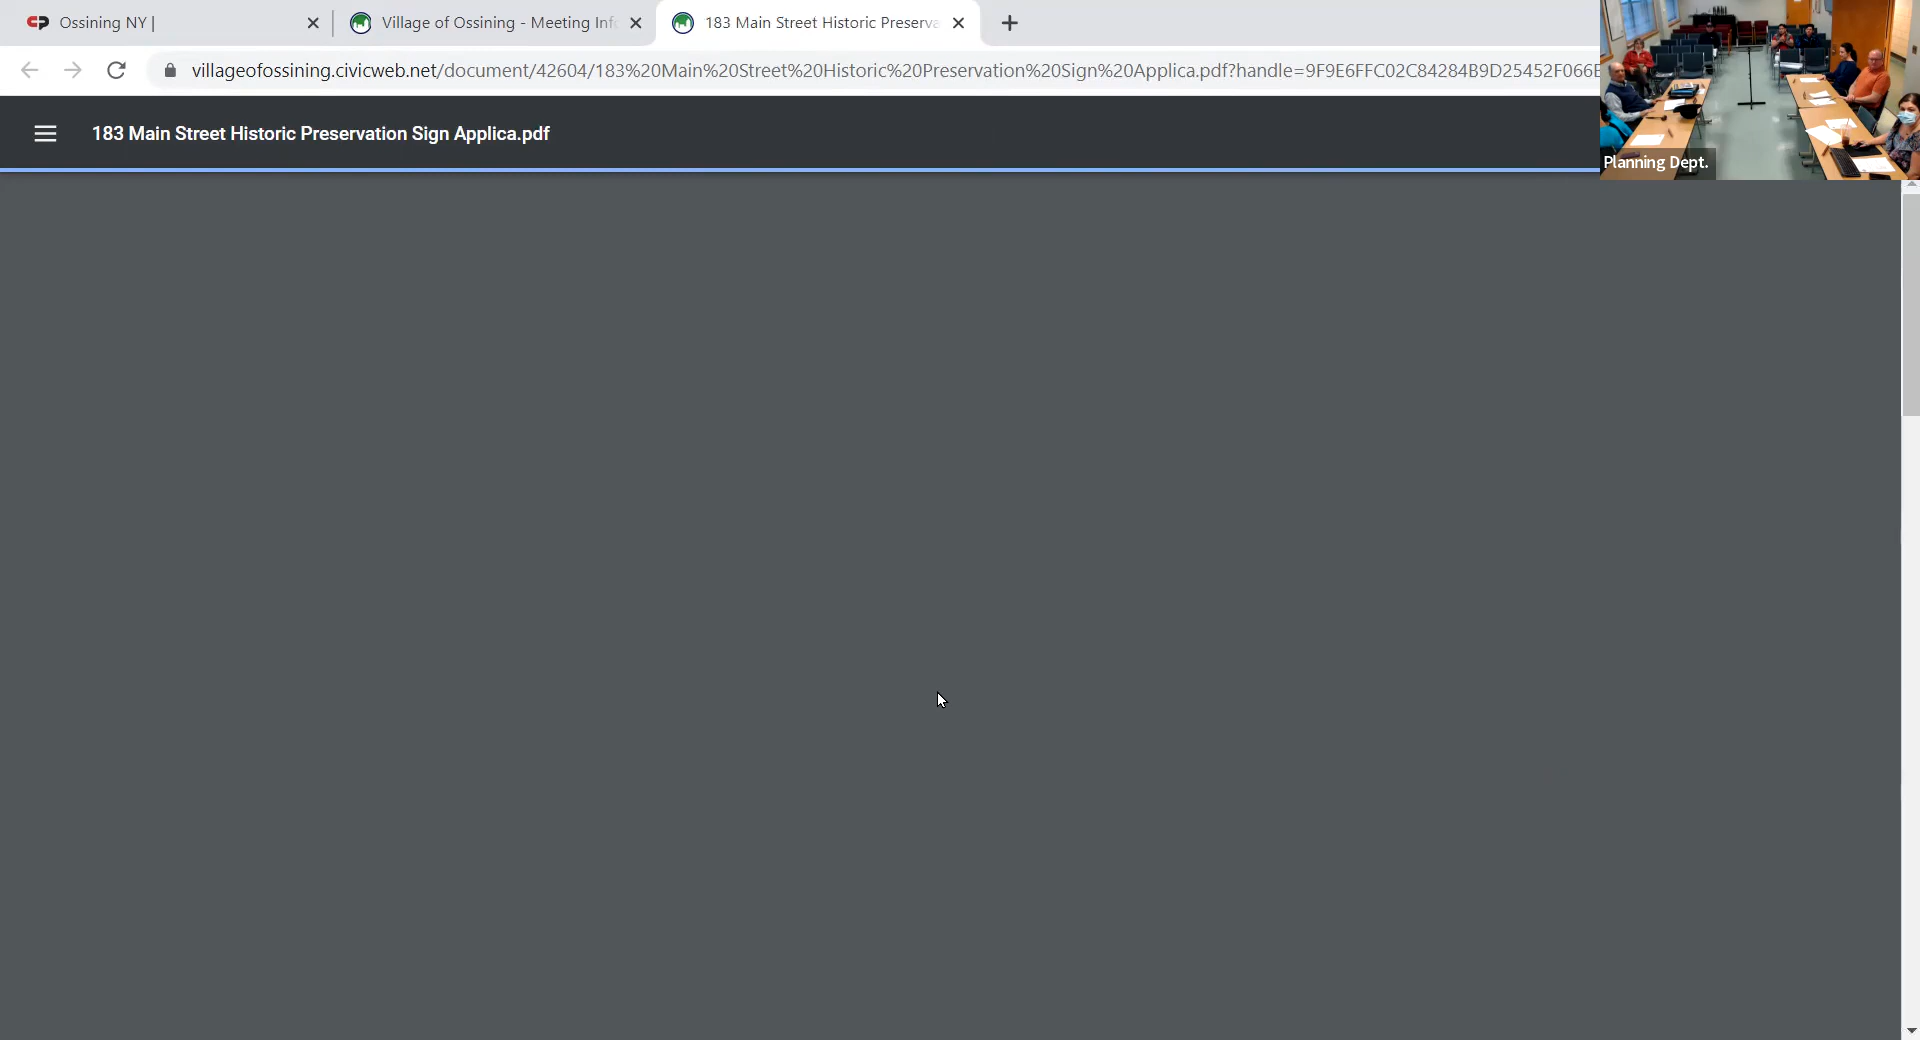 Ossining NY |
Village of Ossining - Meeting Inf
183 Main Street Historic Preserva
villageofossining.civicweb.net/document/42604/183%20Main%20Street%20Historic%20Preservation%20Sign%20Applica.pdf?handle=9F9E6FFC02C84284B9D25452F066E
183 Main Street Historic Preservation Sign Applica.pdf
Planning Dept.